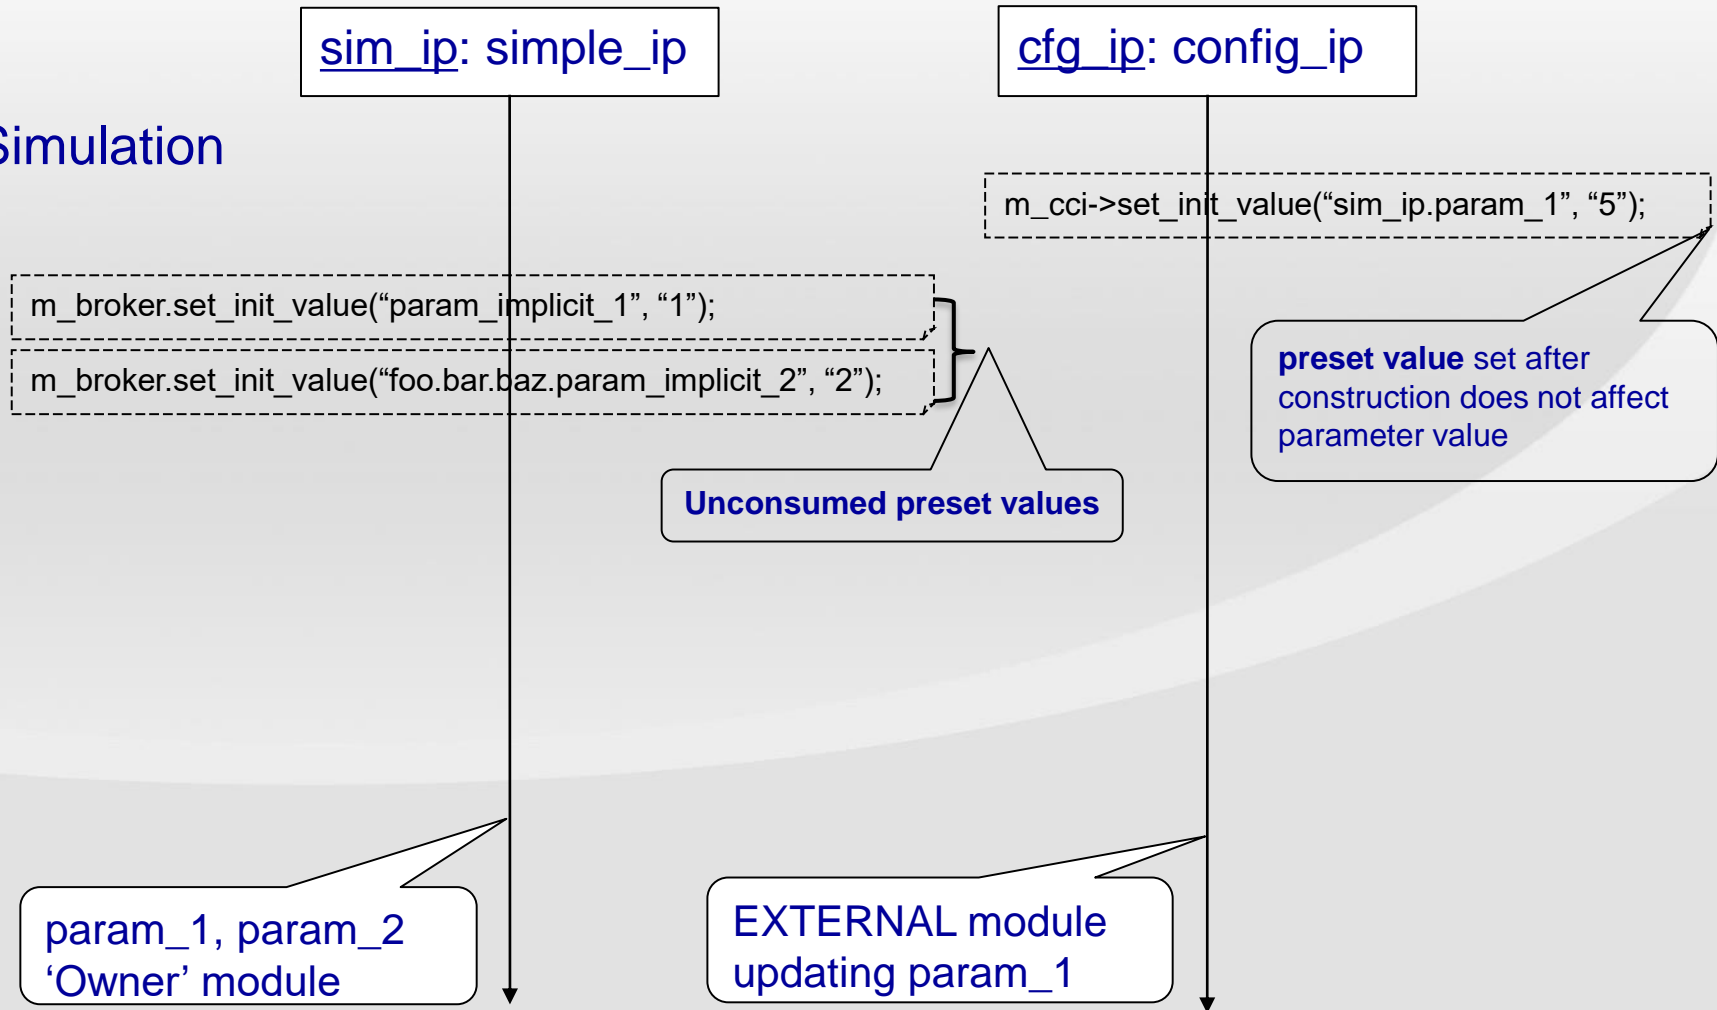 sim_ip: simple_ip
cfg_ip: config_ip
Simulation
m_cci->set_init_value(“sim_ip.param_1”, “5”);
m_broker.set_init_value(“param_implicit_1”, “1”);
m_broker.set_init_value(“foo.bar.baz.param_implicit_2”, “2”);
preset value set after
construction does not affect
parameter value
Unconsumed preset values
param_1, param_2
‘Owner’ module
EXTERNAL module
updating param_1